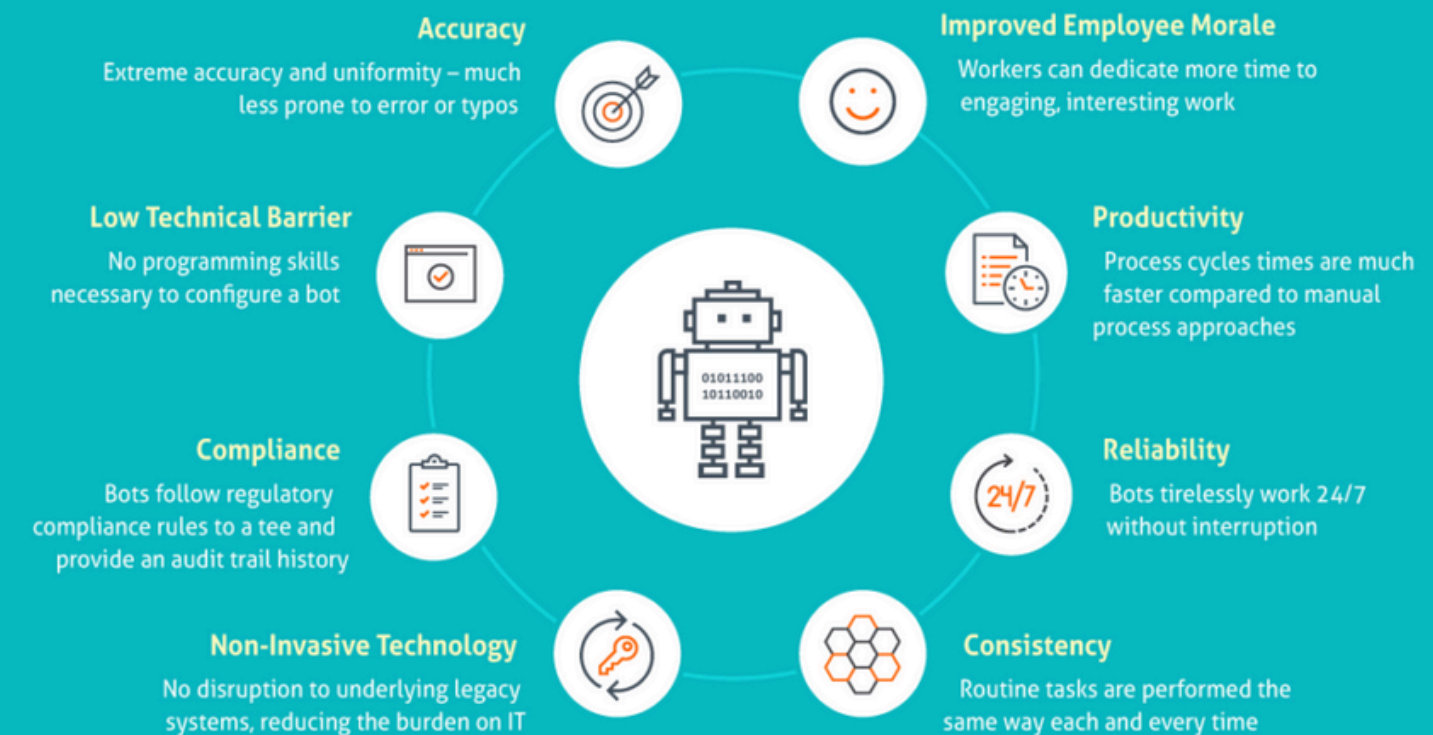 Accuracy
Extreme accuracy and uniformity – much
less prone to error or typos
Improved Employee Morale
Workers can dedicate more time to
engaging, interesting work
Low Technical Barrier
No programming skills
necessary to configure a bot
Productivity
Process cycles times are much
faster compared to manual
process approaches
01011100
10110010
Compliance
Bots follow regulatory
compliance rules to a tee and
provide an audit trail history
24/7
Reliability
Bots tirelessly work 24/7
without interruption
Non-Invasive Technology
No disruption to underlying legacy
systems, reducing the burden on IT
Consistency
Routine tasks are performed the
same way each and every time